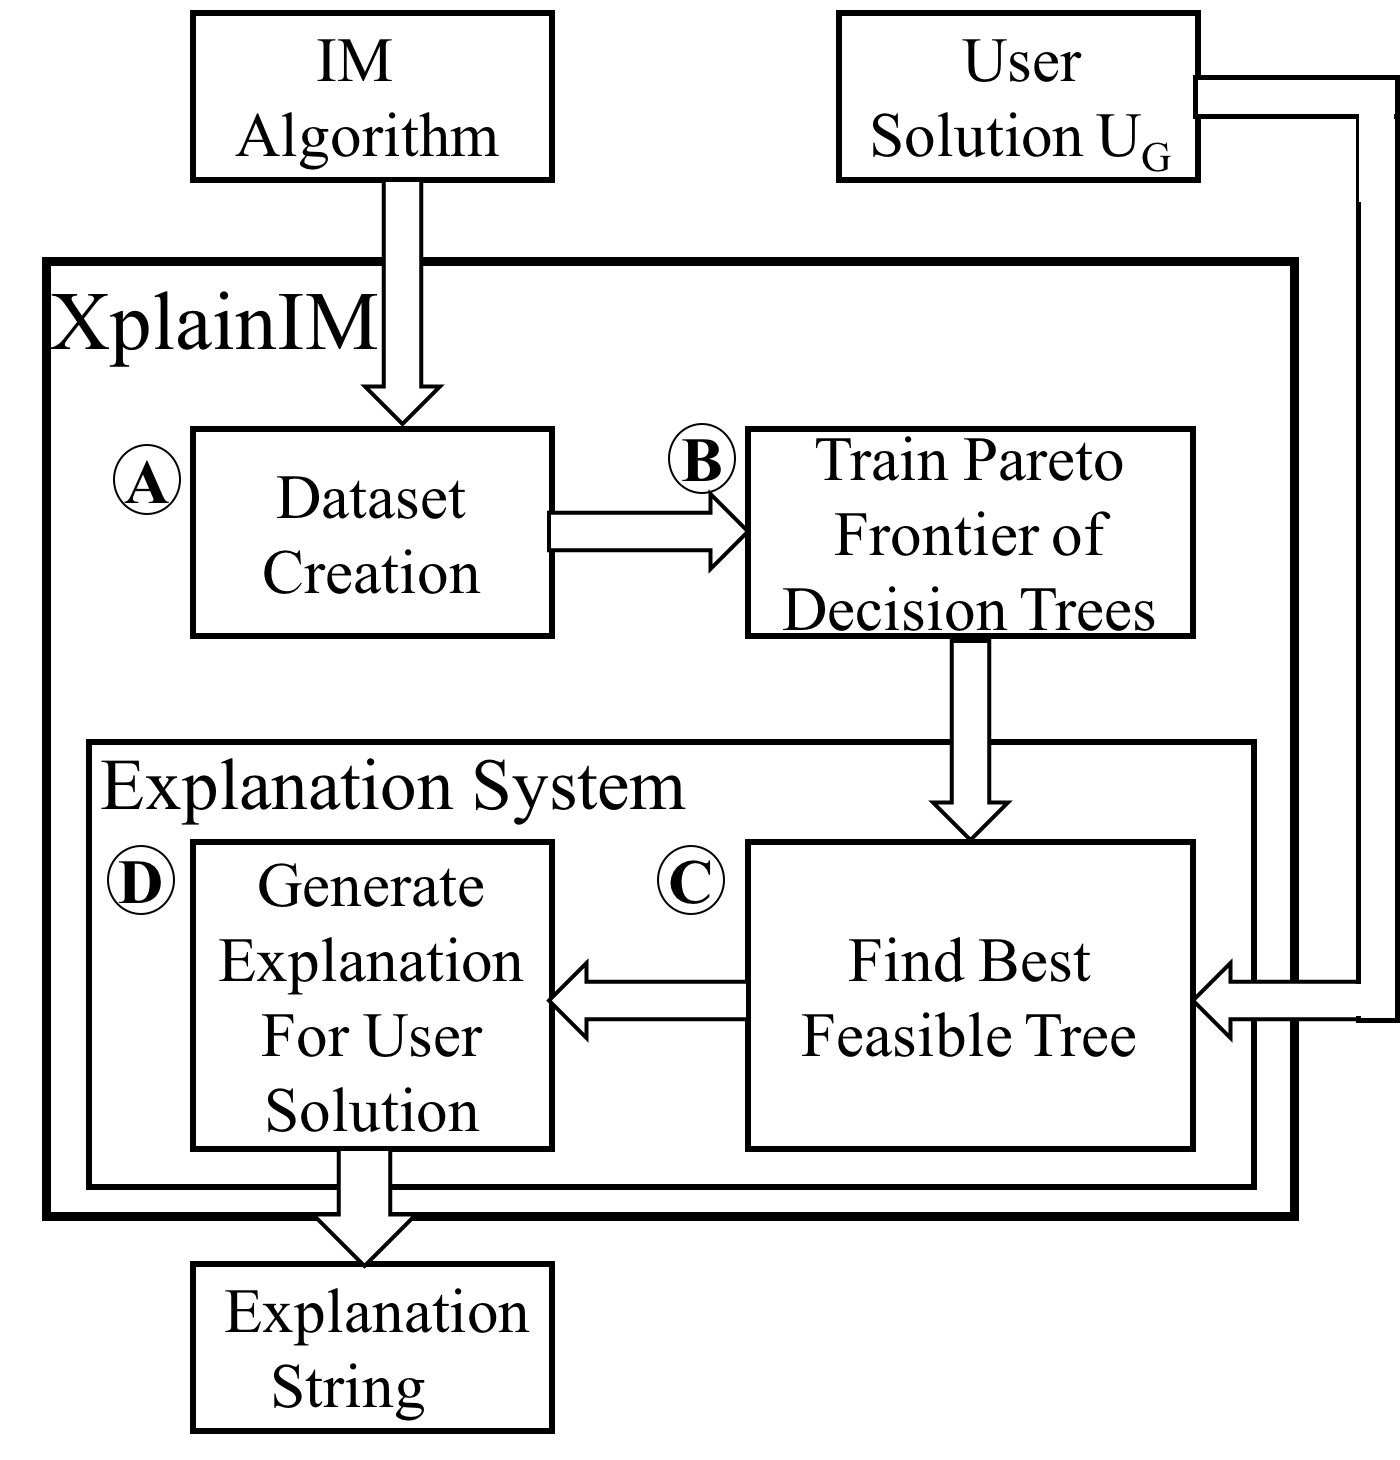 IM
Algorithm
User
Solution U_G
XplainIM
A
Dataset
Creation
B
Train Pareto
Frontier of
Decision Trees
Explanation System
D
Generate
Explanation
For User
Solution
C
Find Best
Feasible Tree
Explanation
String